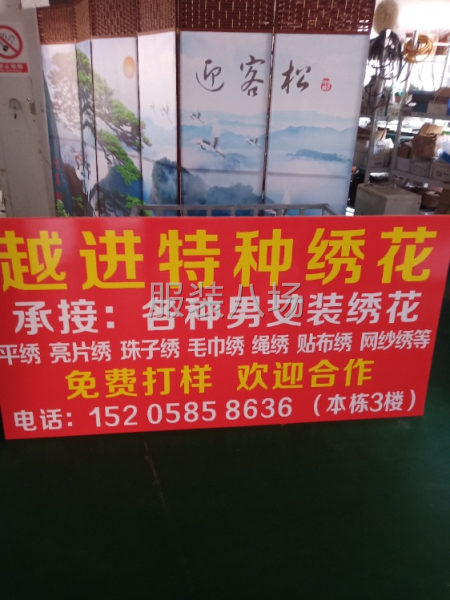 迎客松
越进特种绣花
承接：各种男女装绣花
平绣 亮片绣 珠子绣 毛巾绣 绳绣 贴布绣 网纱绣等
免费打样 欢迎合作
电话：152 0585 8636（本栋3楼）
服装人场